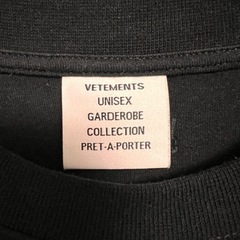 VETEMENTS
UNISEX
GARDEROBE
COLLECTION
PRET-A-PORTER